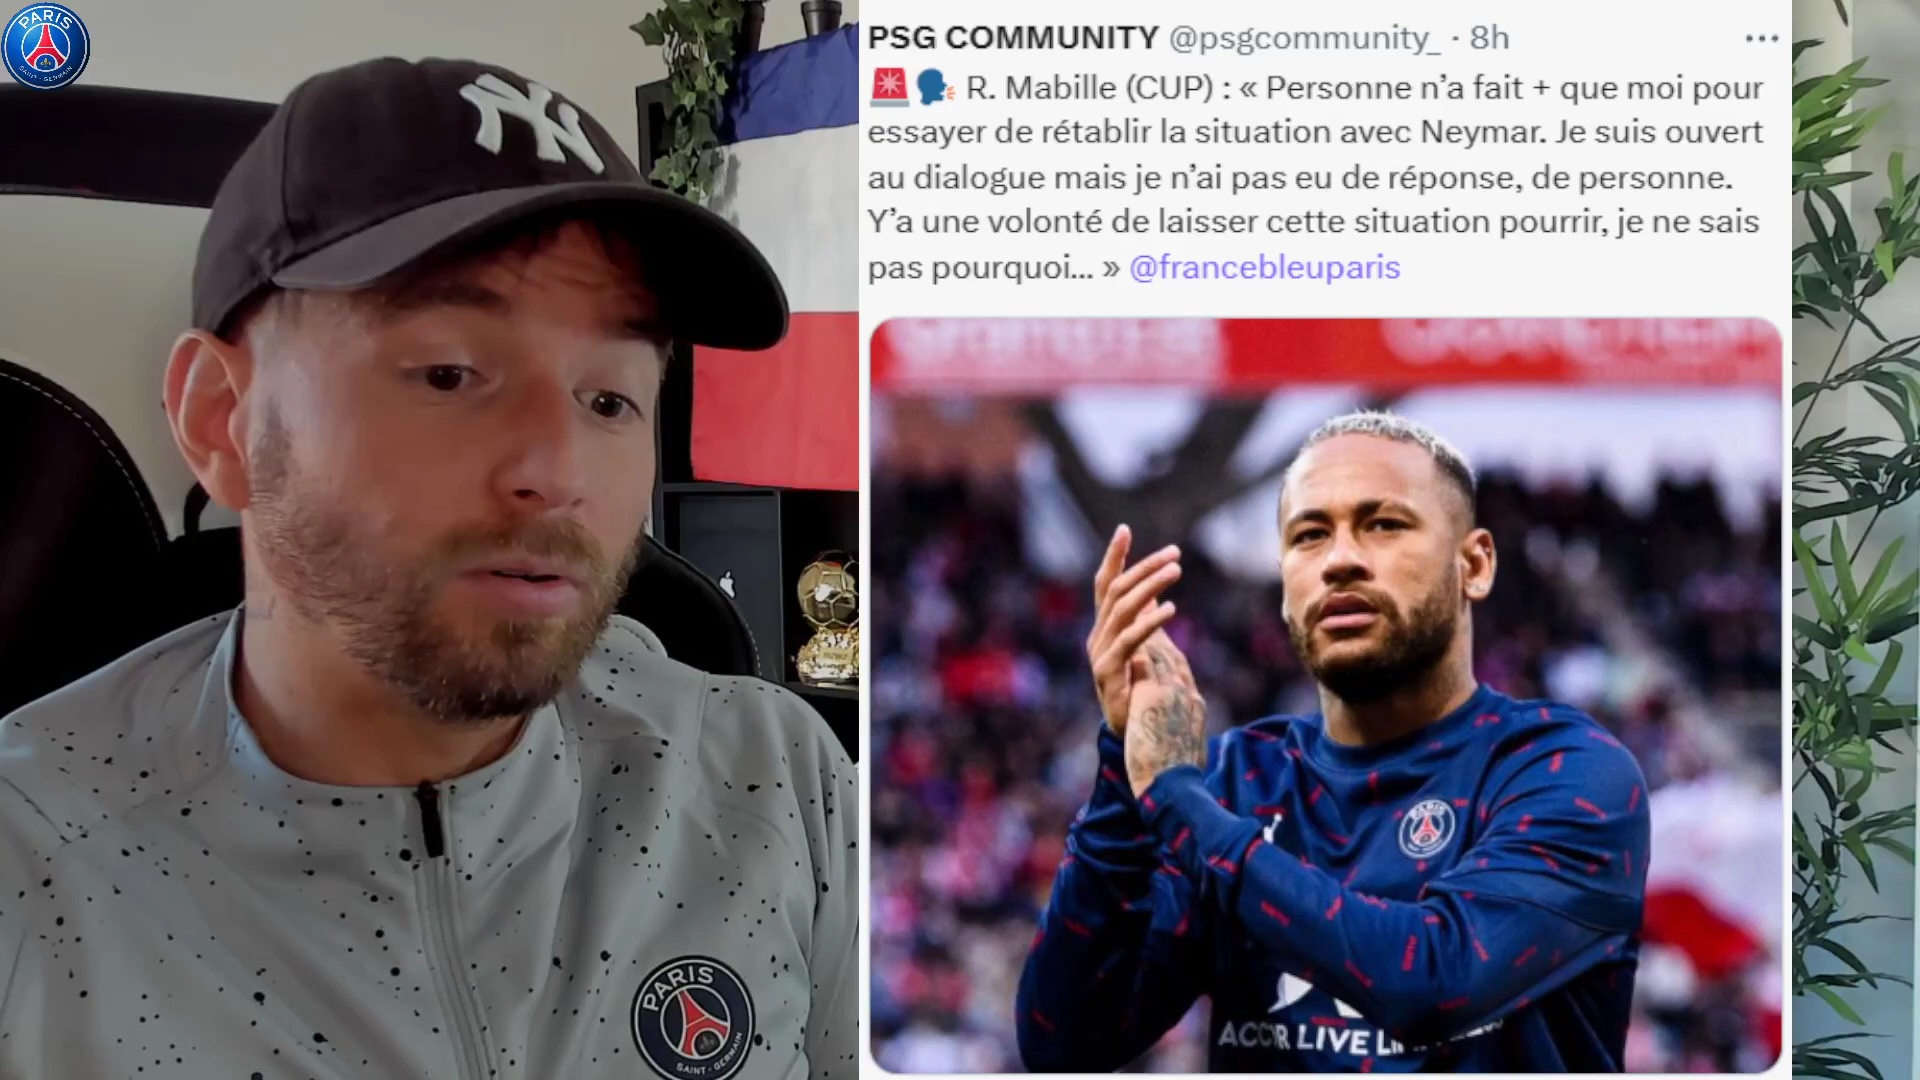 PARIS
SAINT-GERMAIN
NY
PSG COMMUNITY @psgcommunity_ · 8h
🚨🗣 R. Mabille (CUP) : « Personne n’a fait + que moi pour
essayer de rétablir la situation avec Neymar. Je suis ouvert
au dialogue mais je n’ai pas eu de réponse, de personne.
Y’a une volonté de laisser cette situation pourrir, je ne sais
pas pourquoi... » @francebleuparis
PARIS
ACCOR LIVE
PARIS
SAINT-GERMAIN